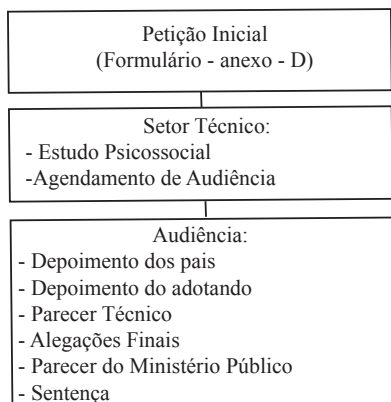 Petição Inicial
(Formulário - anexo - D)
Setor Técnico:
- Estudo Psicossocial
-Agendamento de Audiência
Audiência:
- Depoimento dos pais
- Depoimento do adotando
- Parecer Técnico
- Alegações Finais
- Parecer do Ministério Público
- Sentença